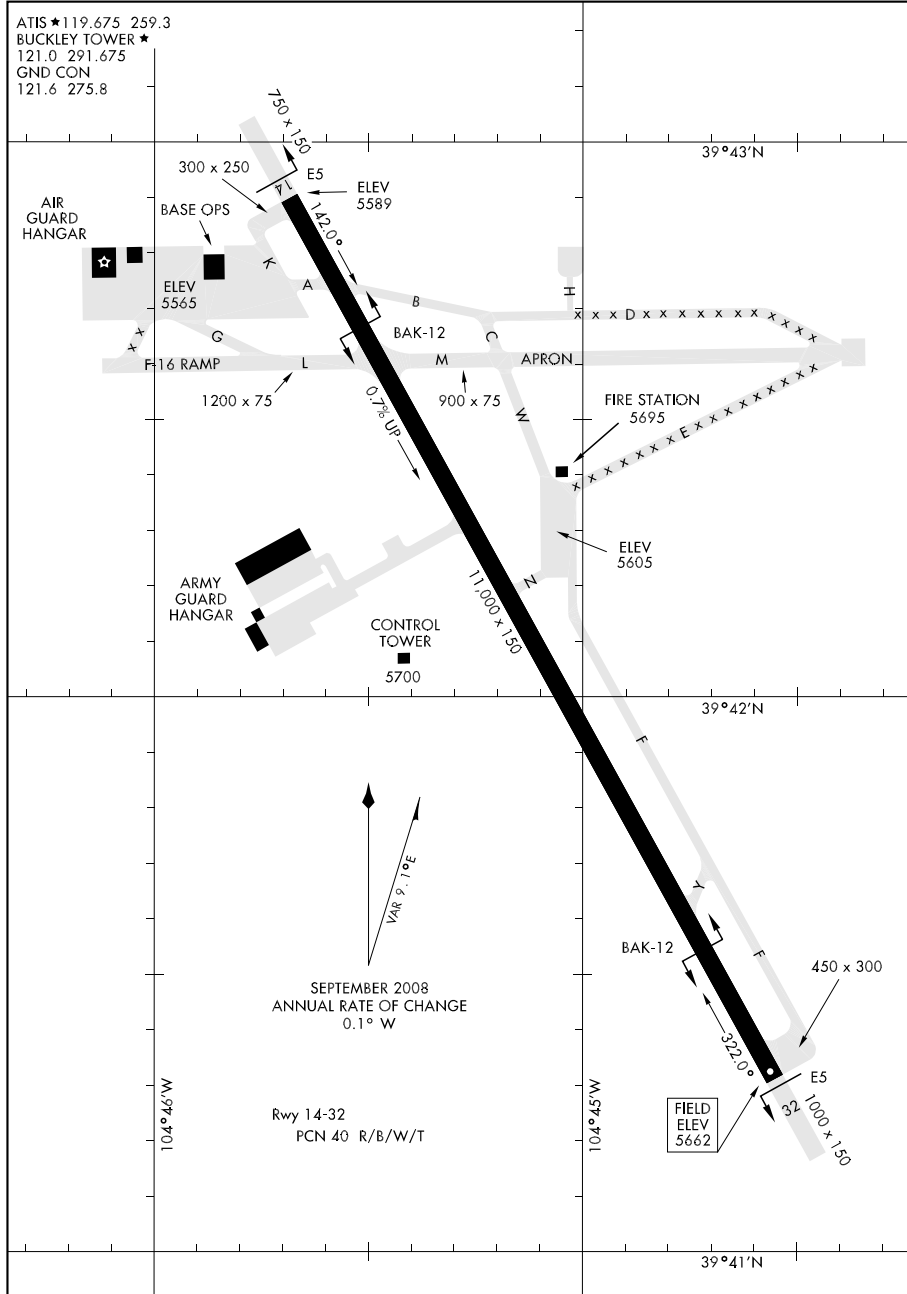 ATIS ★ 119.675 259.3
BUCKLEY TOWER ★
121.0 291.675
GND CON
121.6 275.8
750 x 150
39°43'N
300 x 250
E5
14
ELEV
5589
AIR
GUARD
HANGAR
BASE OPS
142.0°
ELEV
5565
K
A
B
H
x x x x x D x x x x x x x x x x x
C
G
BAK-12
x x
F-16 RAMP
L
M
APRON
1200 x 75
900 x 75
0.7% UP
W
FIRE STATION
5695
x x x x x x x E x x x x x x x x x
ELEV
5605
ARMY
GUARD
HANGAR
N
11,000 x 150
CONTROL
TOWER
5700
39°42'N
F
VAR 9.1°E
Y
BAK-12
F
450 x 300
SEPTEMBER 2008
ANNUAL RATE OF CHANGE
0.1° W
322.0°
E5
32
1000 x 150
104°46'W
104°45'W
Rwy 14-32
PCN 40 R/B/W/T
FIELD
ELEV
5662
39°41'N